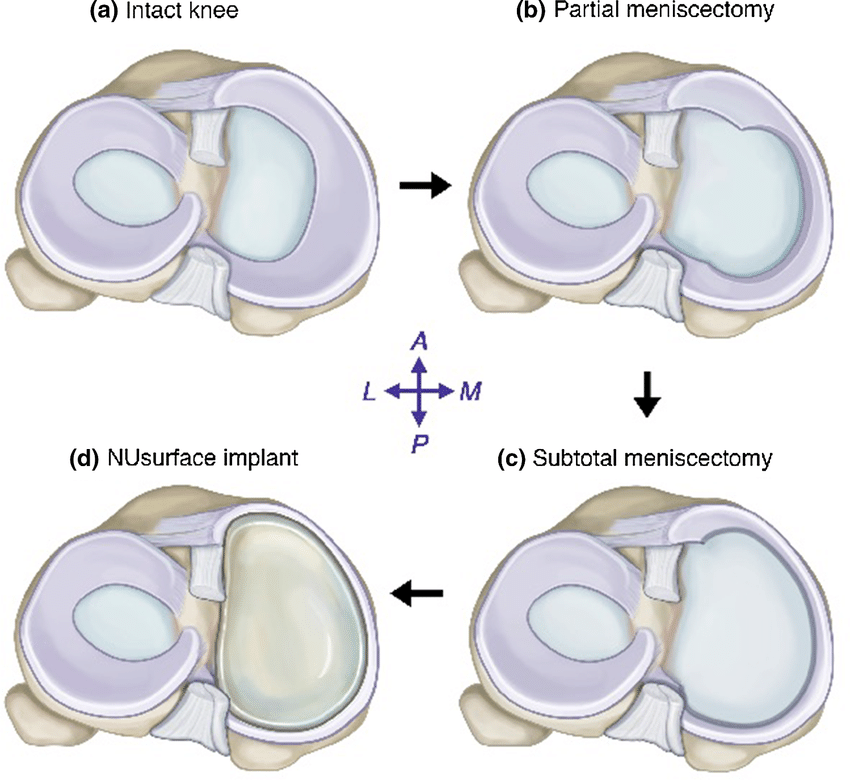 (a) Intact knee
(b) Partial meniscectomy
A
L
M
P
(d) NUsurface implant
(c) Subtotal meniscectomy